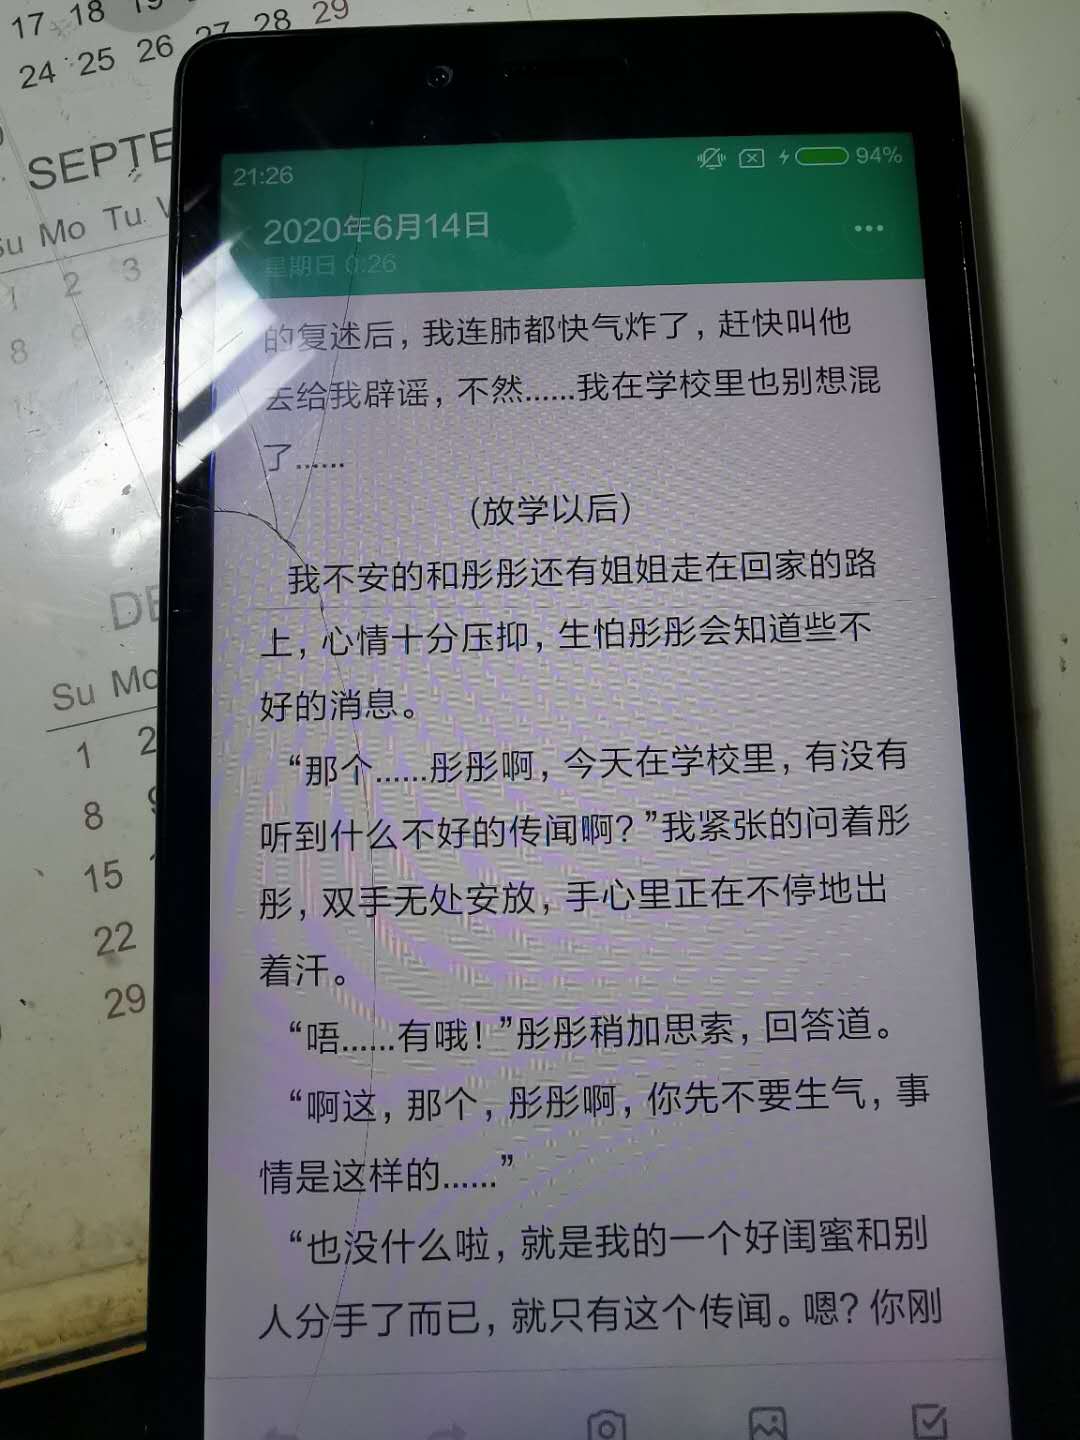 17 18 19
27 28 29
24 25 26
SEPTE
Su Mo Tu
1 2 3
8 9
15
DE
Su Mo
1 2
8 9
15
22
29
21:26 94%
2020年6月14日
星期日 0:26
的复述后，我连肺都快气炸了，赶快叫他
去给我辟谣，不然......我在学校里也别想混
了......
（放学以后）
我不安的和彤彤还有姐姐走在回家的路
上，心情十分压抑，生怕彤彤会知道些不
好的消息。
“那个......彤彤啊，今天在学校里，有没有
听到什么不好的传闻啊？”我紧张的问着彤
彤，双手无处安放，手心里正在不停地出
着汗。
“唔......有哦！”彤彤稍加思索，回答道。
“啊这，那个，彤彤啊，你先不要生气，事
情是这样的......”
“也没什么啦，就是我的一个好闺蜜和别
人分手了而已，就只有这个传闻。嗯？你刚